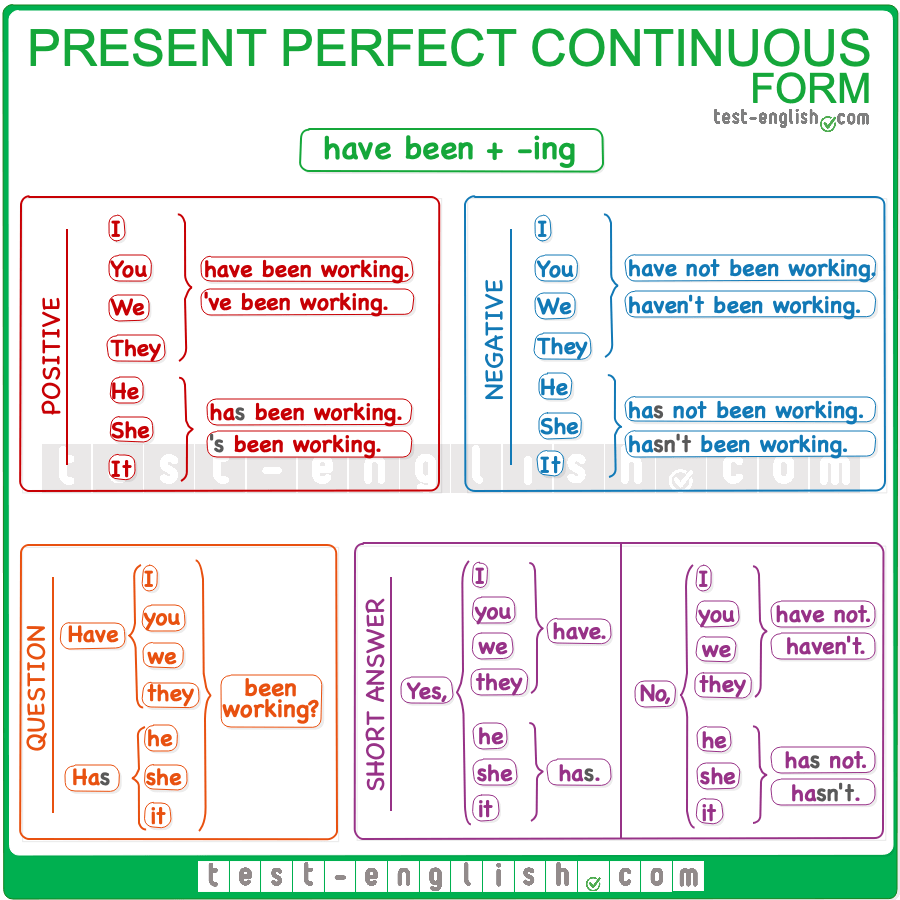 PRESENT PERFECT CONTINUOUS
FORM
test-english.com
have been + -ing
POSITIVE
I
You
We
They
have been working.
've been working.
He
She
It
has been working.
's been working.
NEGATIVE
I
You
We
They
have not been working.
haven't been working.
He
She
It
has not been working.
hasn't been working.
test-english.com
QUESTION
Have
I
you
we
they
Has
he
she
it
been
working?
SHORT ANSWER
Yes,
I
you
we
they
have.
he
she
it
has.
No,
I
you
we
they
have not.
haven't.
he
she
it
has not.
hasn't.
test-english.com